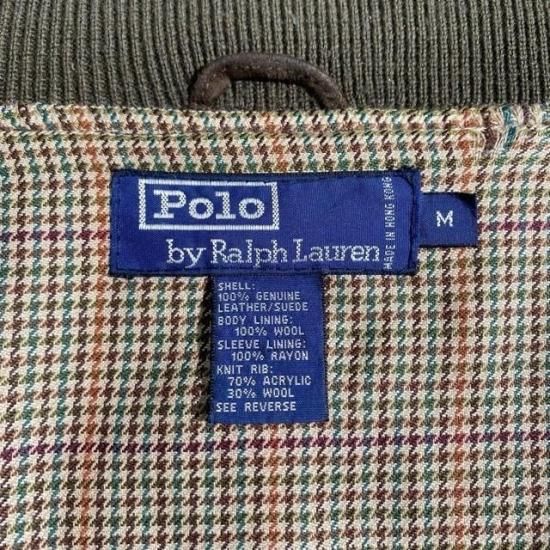 Polo
by Ralph Lauren
MADE IN HONG KONG
M
SHELL:
100% GENUINE
LEATHER/SUEDE
BODY LINING:
100% WOOL
SLEEVE LINING:
100% RAYON
KNIT RIB:
70% ACRYLIC
30% WOOL
SEE REVERSE